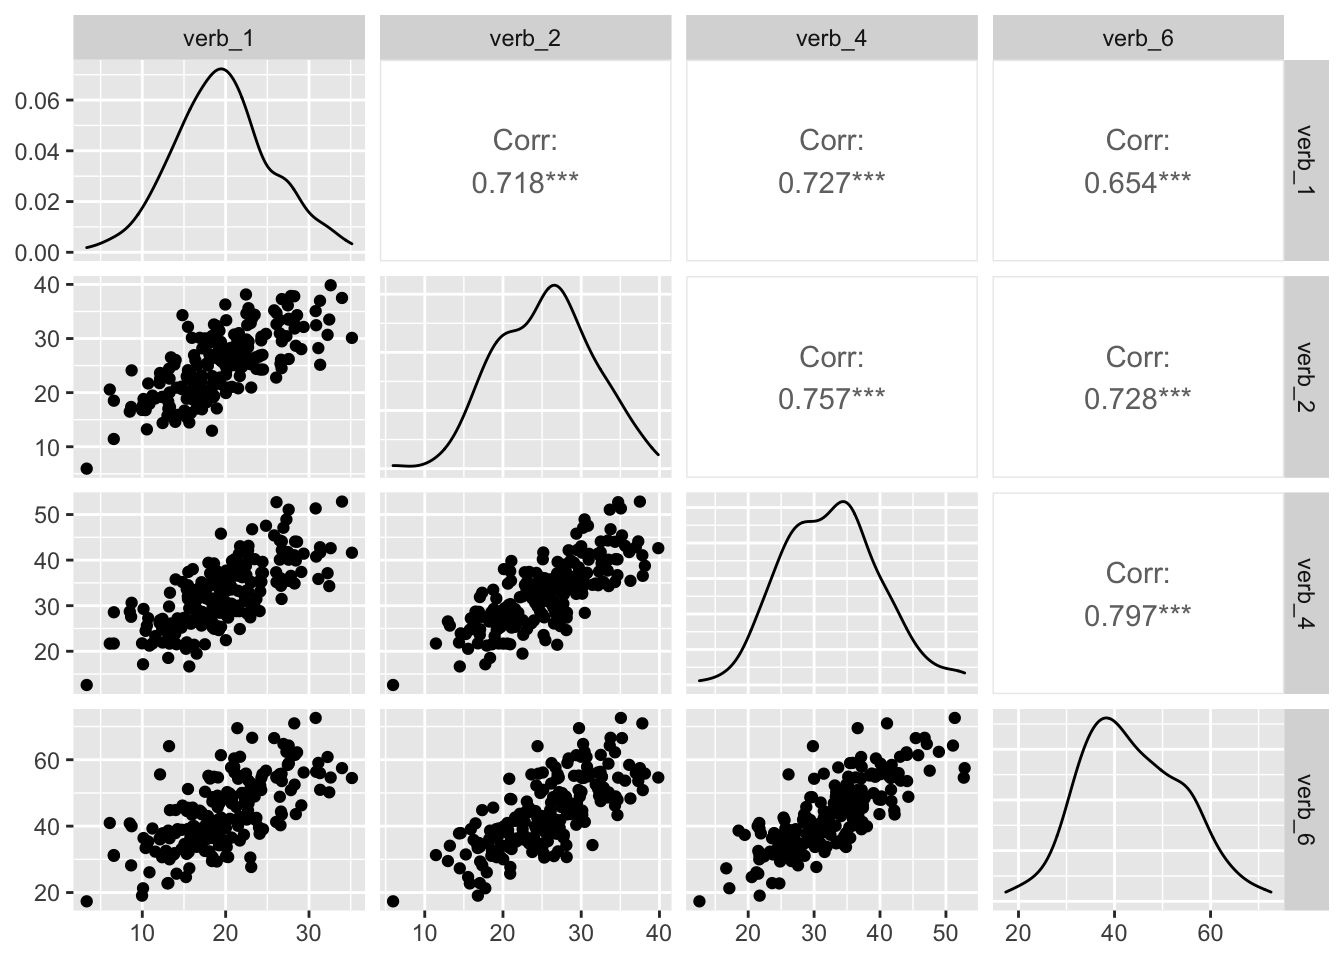 verb_1 verb_2 verb_4 verb_6
0.06
0.04
0.02
0.00
Corr:
0.718***
Corr:
0.727***
Corr:
0.654***
verb_1
40
30
20
10
Corr:
0.757***
Corr:
0.728***
verb_2
50
40
30
20
Corr:
0.797***
verb_4
60
40
20
verb_6
10 20 30
10 20 30 40
20 30 40 50
20 40 60